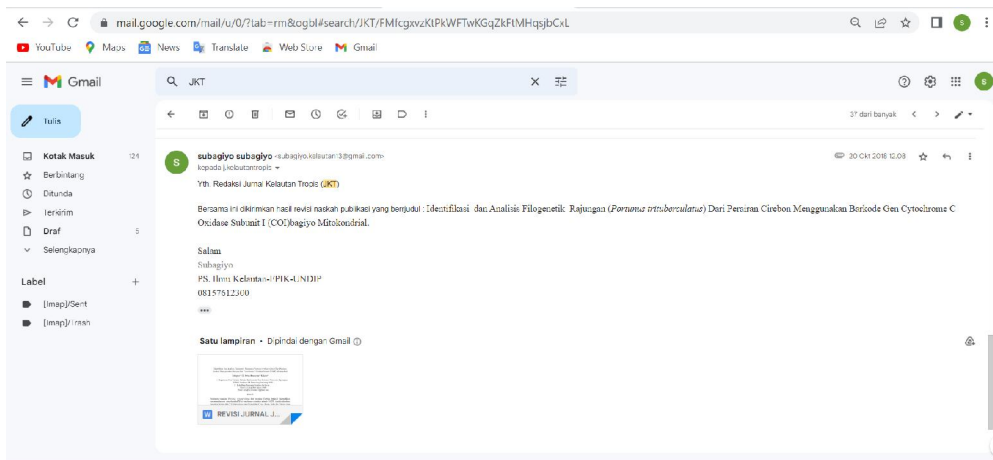 mail.google.com/mail/u/0/?tab=rm&ogbl#search/JKT/FMfcgxvzKtPkWFTwKGqZkFtMHqsjbCxL
YouTube Maps News Translate Web Store Gmail
Gmail
JKT
Tulis
37 dari banyak
Kotak Masuk
Berbintang
Ditunda
Terkirim
Draf 5
Selengkapnya
Label +
[Imap]/Sent
[Imap]/Trash
subagiyo subagiyo <subagiyo.kelautan13@gmail.com>
30 Okt 2018 12.08
kepada j.kelautantropis
Yth. Redaksi Jurnal Kelautan Tropis (JKT)
Bersama ini dikirimkan hasil revisi naskah publikasi yang berjudul : Identifikasi dan Analisis Filogenetik Rajungan (Portunus trituberculatus) Dari Perairan Cirebon Menggunakan Barkode Gen Cytochrome C
Oxidase Subunit I (COI)bagiyo Mitokondrial.
Salam
Subagiyo
PS. Ilmu Kelautan-FPIK-UNDIP
08157612300
Satu lampiran • Dipindai dengan Gmail
W REVISI JURNAL J...